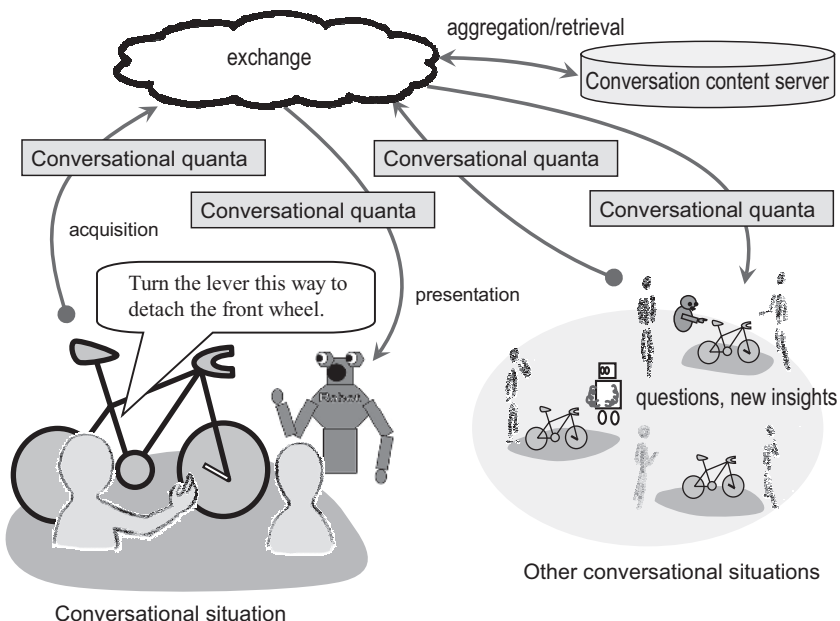 aggregation/retrieval
exchange
Conversation content server
Conversational quanta
Conversational quanta
Conversational quanta
Conversational quanta
acquisition
Turn the lever this way to
detach the front wheel.
presentation
Robot
questions, new insights
Other conversational situations
Conversational situation